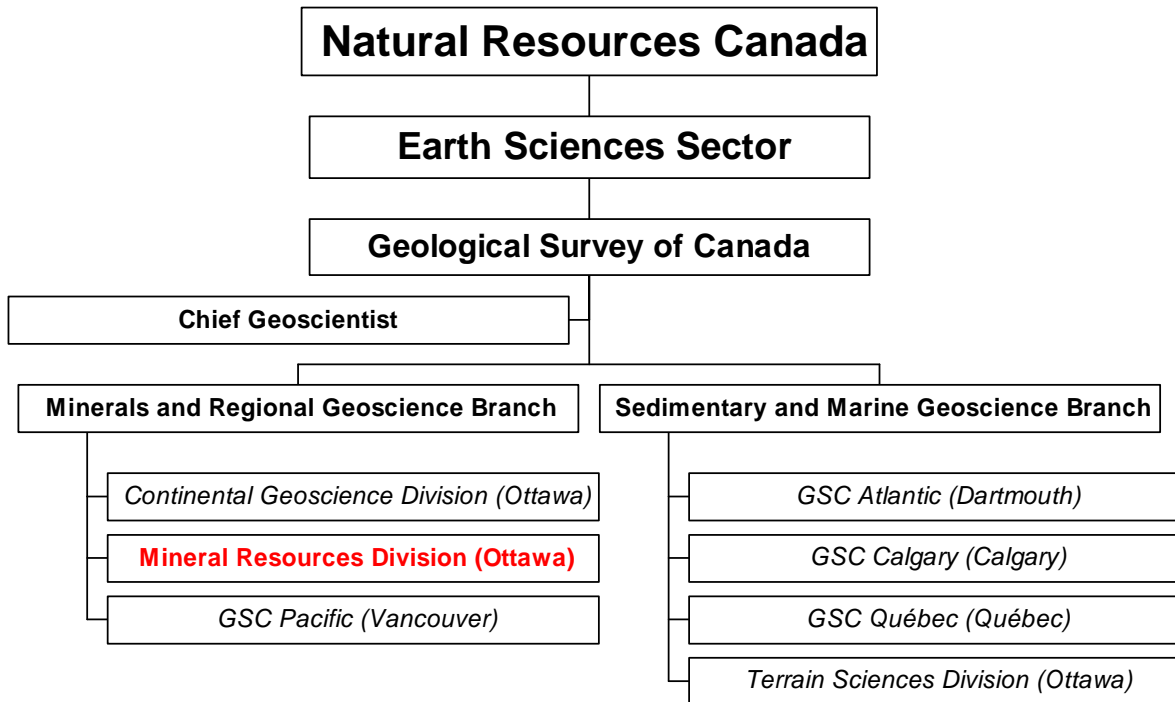 Natural Resources Canada
Earth Sciences Sector
Geological Survey of Canada
Chief Geoscientist
Minerals and Regional Geoscience Branch
Continental Geoscience Division (Ottawa)
Mineral Resources Division (Ottawa)
GSC Pacific (Vancouver)
Sedimentary and Marine Geoscience Branch
GSC Atlantic (Dartmouth)
GSC Calgary (Calgary)
GSC Québec (Québec)
Terrain Sciences Division (Ottawa)